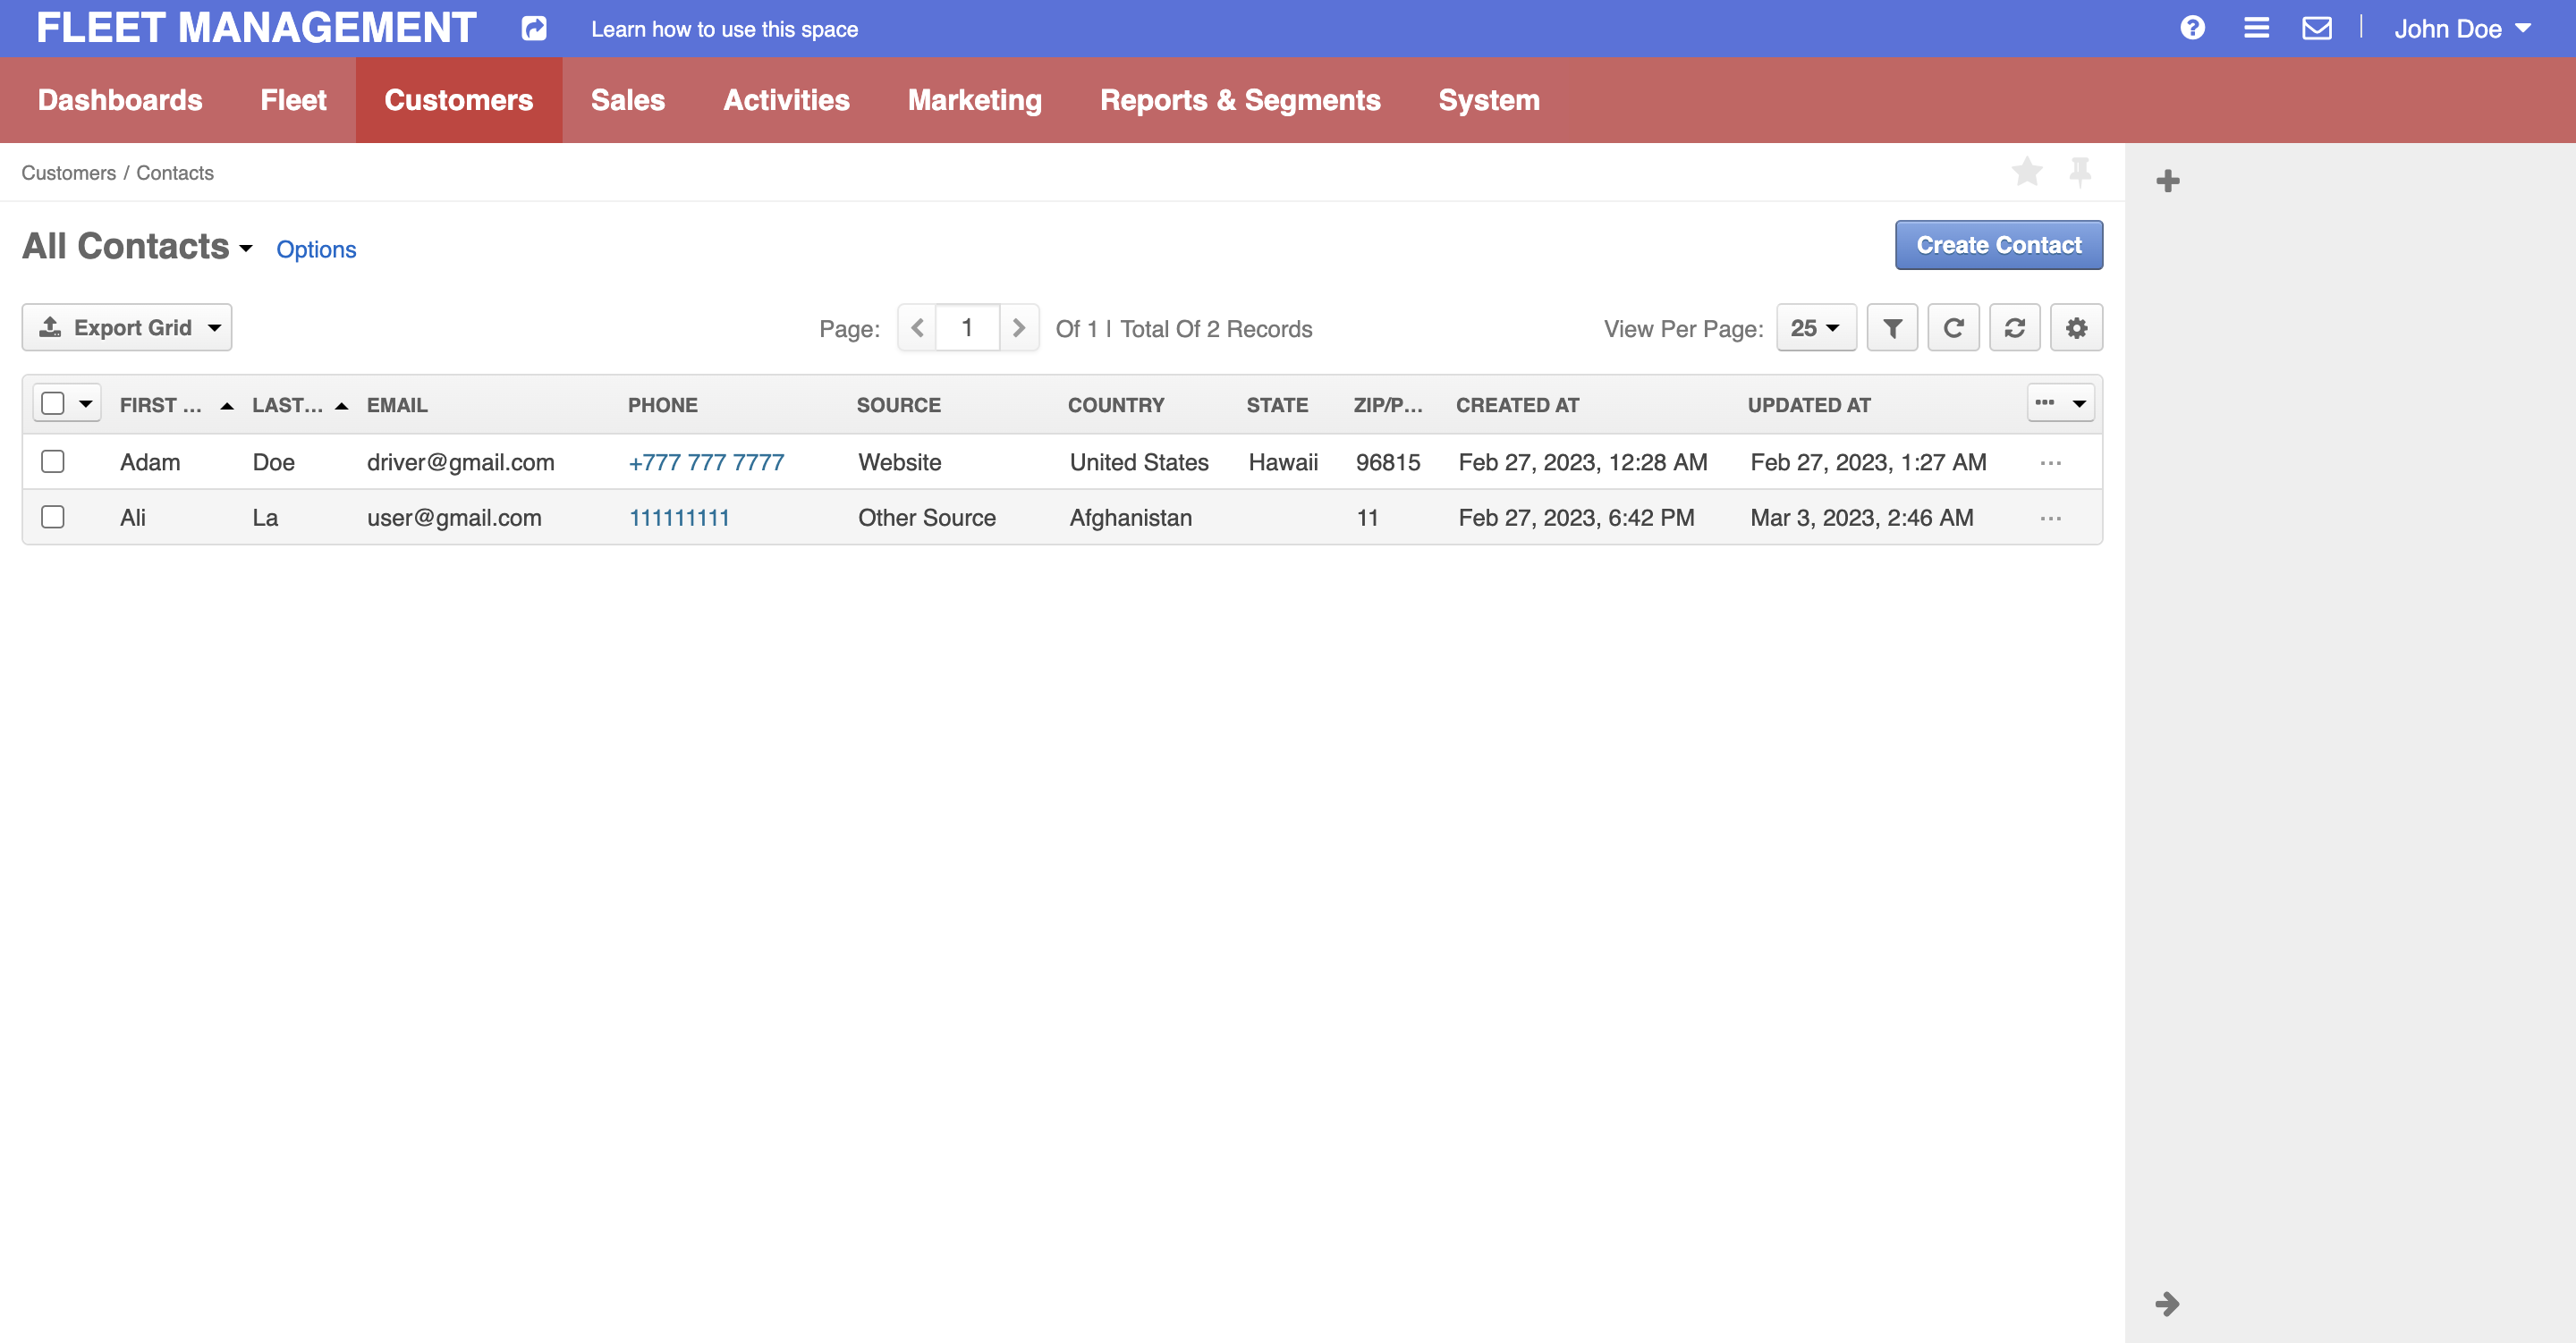 FLEET MANAGEMENT Learn how to use this space John Doe
Dashboards Fleet Customers Sales Activities Marketing Reports & Segments System
Customers / Contacts
All Contacts Options Create Contact
Export Grid Page: 1 Of 1 | Total Of 2 Records View Per Page: 25
FIRST ... LAST... EMAIL PHONE SOURCE COUNTRY STATE ZIP/P... CREATED AT UPDATED AT
Adam Doe driver@gmail.com +777 777 7777 Website United States Hawaii 96815 Feb 27, 2023, 12:28 AM Feb 27, 2023, 1:27 AM ...
Ali La user@gmail.com 111111111 Other Source Afghanistan 11 Feb 27, 2023, 6:42 PM Mar 3, 2023, 2:46 AM ...